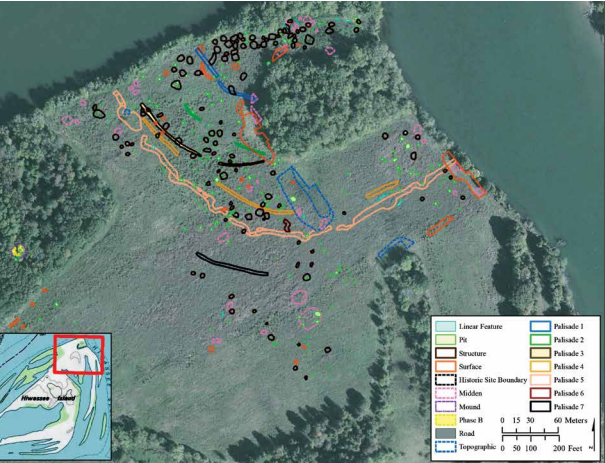 Linear Feature
Pit
Structure
Surface
Historic Site Boundary
Midden
Mound
Phase B
Road
Topographic
Palisade 1
Palisade 2
Palisade 3
Palisade 4
Palisade 5
Palisade 6
Palisade 7
0 15 30 60 Meters
0 50 100 200 Feet
N
Hiwassee Island